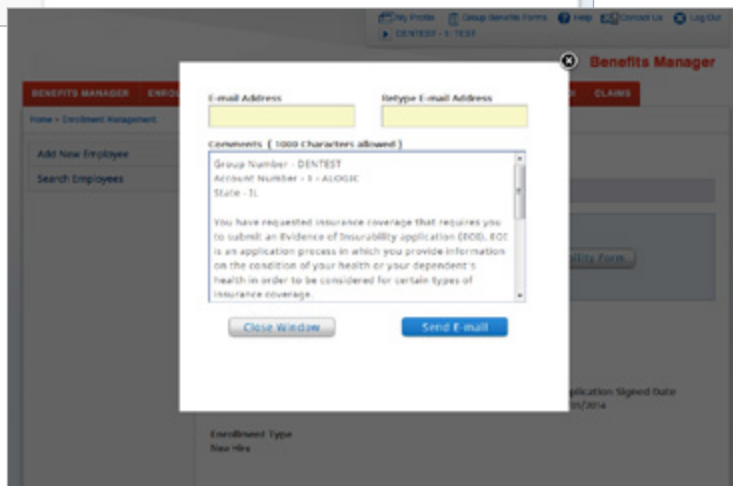 My Profile Group Benefits Forms Help Contact Us Log Out
DENTEST - 1: TEST
Benefits Manager
BENEFITS MANAGER ENROL CLAIMS
Home > Enrollment Management
Add New Employee
Search Employees
E-mail Address Retype E-mail Address
Comments ( 1000 Characters allowed )
Group Number - DENTEST
Account Number - 1 - ALOGIC
State - IL
You have requested insurance coverage that requires you
to submit an Evidence of Insurability application (EOI). EOI
is an application process in which you provide information
on the condition of your health or your dependent's
health in order to be considered for certain types of
insurance coverage.
bility Form
Close Window Send E-mail
plication Signed Date
/2014
Enrollment Type
New Hire